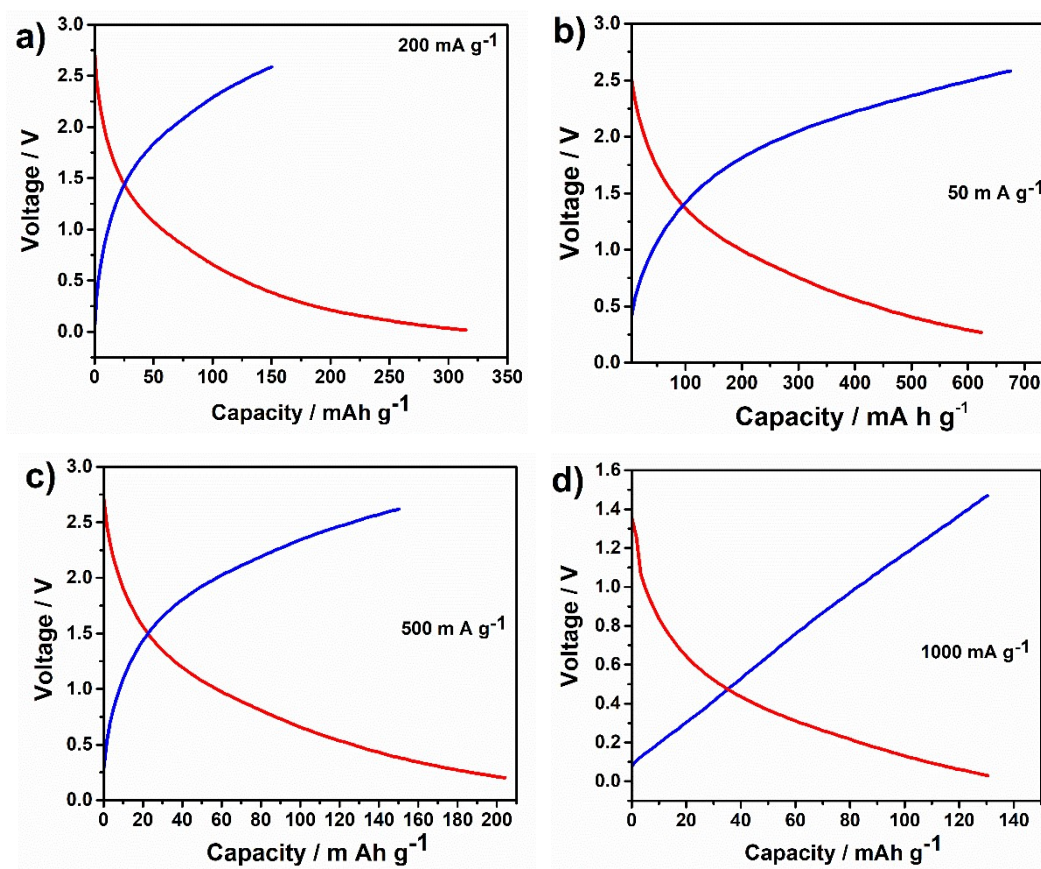 a)
200 mA g⁻¹
Voltage / V
3.0
2.5
2.0
1.5
1.0
0.5
0.0
0 50 100 150 200 250 300 350
Capacity / mAh g⁻¹
b)
50 m A g⁻¹
Voltage / V
3.0
2.5
2.0
1.5
1.0
0.5
0.0
100 200 300 400 500 600 700
Capacity / mA h g⁻¹
c)
500 m A g⁻¹
Voltage / V
3.0
2.5
2.0
1.5
1.0
0.5
0.0
0 20 40 60 80 100 120 140 160 180 200
Capacity / m Ah g⁻¹
d)
1000 mA g⁻¹
Voltage / V
1.6
1.4
1.2
1.0
0.8
0.6
0.4
0.2
0.0
0 20 40 60 80 100 120 140
Capacity / mAh g⁻¹